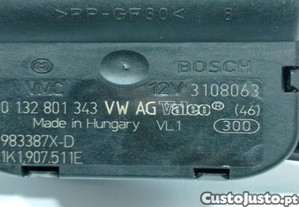 >PP-GF30< 8
BOSCH
12V 3108063
0 132 801 343 VW AG Valeo® (46)
Made in Hungary VL1 300
983387X-D
1K1.907.511E
CustoJusto.pt